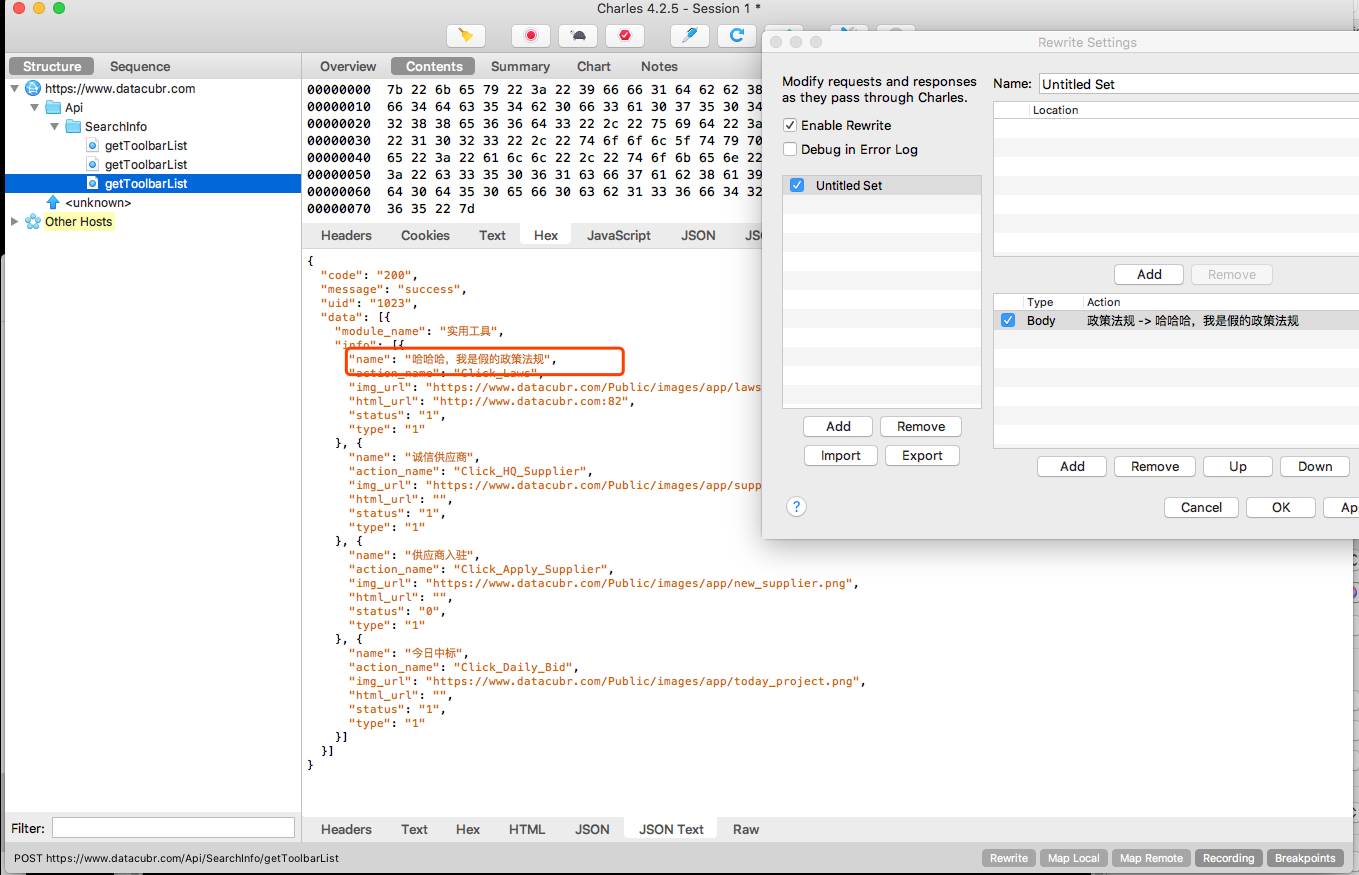 Charles 4.2.5 - Session 1 *
Structure
Sequence
https://www.datacubr.com
Api
SearchInfo
getToolbarList
getToolbarList
getToolbarList
<unknown>
Other Hosts
Filter:
Overview
Contents
Summary
Chart
Notes
00000000 7b 22 6b 65 79 22 3a 22 39 66 66 31 64 62 62 38
00000010 66 34 64 63 35 34 62 30 66 33 61 30 37 35 30 34
00000020 32 38 38 65 36 36 64 33 22 2c 22 75 69 64 22 3a
00000030 22 31 30 32 33 22 2c 22 74 6f 6f 6c 5f 74 79 70
00000040 65 22 3a 22 61 6c 6c 22 2c 22 74 6f 6b 65 6e 22
00000050 3a 22 63 33 35 30 36 31 63 66 37 61 62 38 61 39
00000060 64 30 64 35 30 65 66 30 63 62 31 33 36 66 34 32
00000070 36 35 22 7d
Headers
Cookies
Text
Hex
JavaScript
JSON
{
"code": "200",
"message": "success",
"uid": "1023",
"data": [{
"module_name": "实用工具",
"info": [{
"name": "哈哈哈，我是假的政策法规",
"action_name": "Click_Laws",
"img_url": "https://www.datacubr.com/Public/images/app/laws
"html_url": "http://www.datacubr.com:82",
"status": "1",
"type": "1"
}, {
"name": "诚信供应商",
"action_name": "Click_HQ_Supplier",
"img_url": "https://www.datacubr.com/Public/images/app/supp
"html_url": "",
"status": "1",
"type": "1"
}, {
"name": "供应商入驻",
"action_name": "Click_Apply_Supplier",
"img_url": "https://www.datacubr.com/Public/images/app/new_supplier.png",
"html_url": "",
"status": "0",
"type": "1"
}, {
"name": "今日中标",
"action_name": "Click_Daily_Bid",
"img_url": "https://www.datacubr.com/Public/images/app/today_project.png",
"html_url": "",
"status": "1",
"type": "1"
}]
}]
}
Headers
Text
Hex
HTML
JSON
JSON Text
Raw
POST https://www.datacubr.com/Api/SearchInfo/getToolbarList
Rewrite
Map Local
Map Remote
Recording
Breakpoints
Rewrite Settings
Modify requests and responses
as they pass through Charles.
Enable Rewrite
Debug in Error Log
Untitled Set
Add
Remove
Import
Export
?
Name: Untitled Set
Location
Add
Remove
Type
Action
Body
政策法规 -> 哈哈哈，我是假的政策法规
Add
Remove
Up
Down
Cancel
OK
Ap